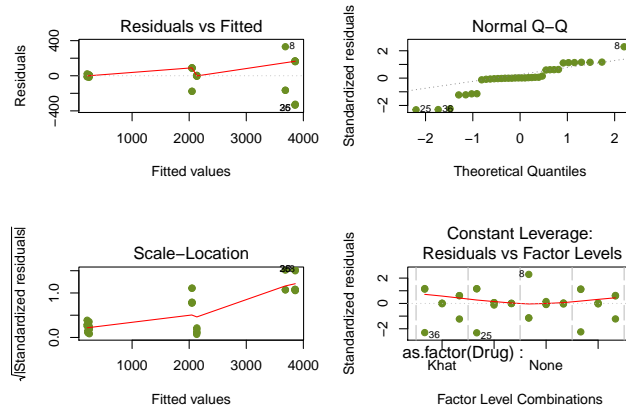 Residuals vs Fitted
Residuals
400
0
−400
8
1000
2000
3000
4000
Fitted values
Normal Q−Q
Standardized residuals
2
0
−2
8
25
36
−2
−1
0
1
2
Theoretical Quantiles
Scale−Location
√|Standardized residuals|
1.0
0.0
1000
2000
3000
4000
Fitted values
Constant Leverage:
Residuals vs Factor Levels
Standardized residuals
2
0
−2
8
36
25
as.factor(Drug) :
Khat
None
Factor Level Combinations